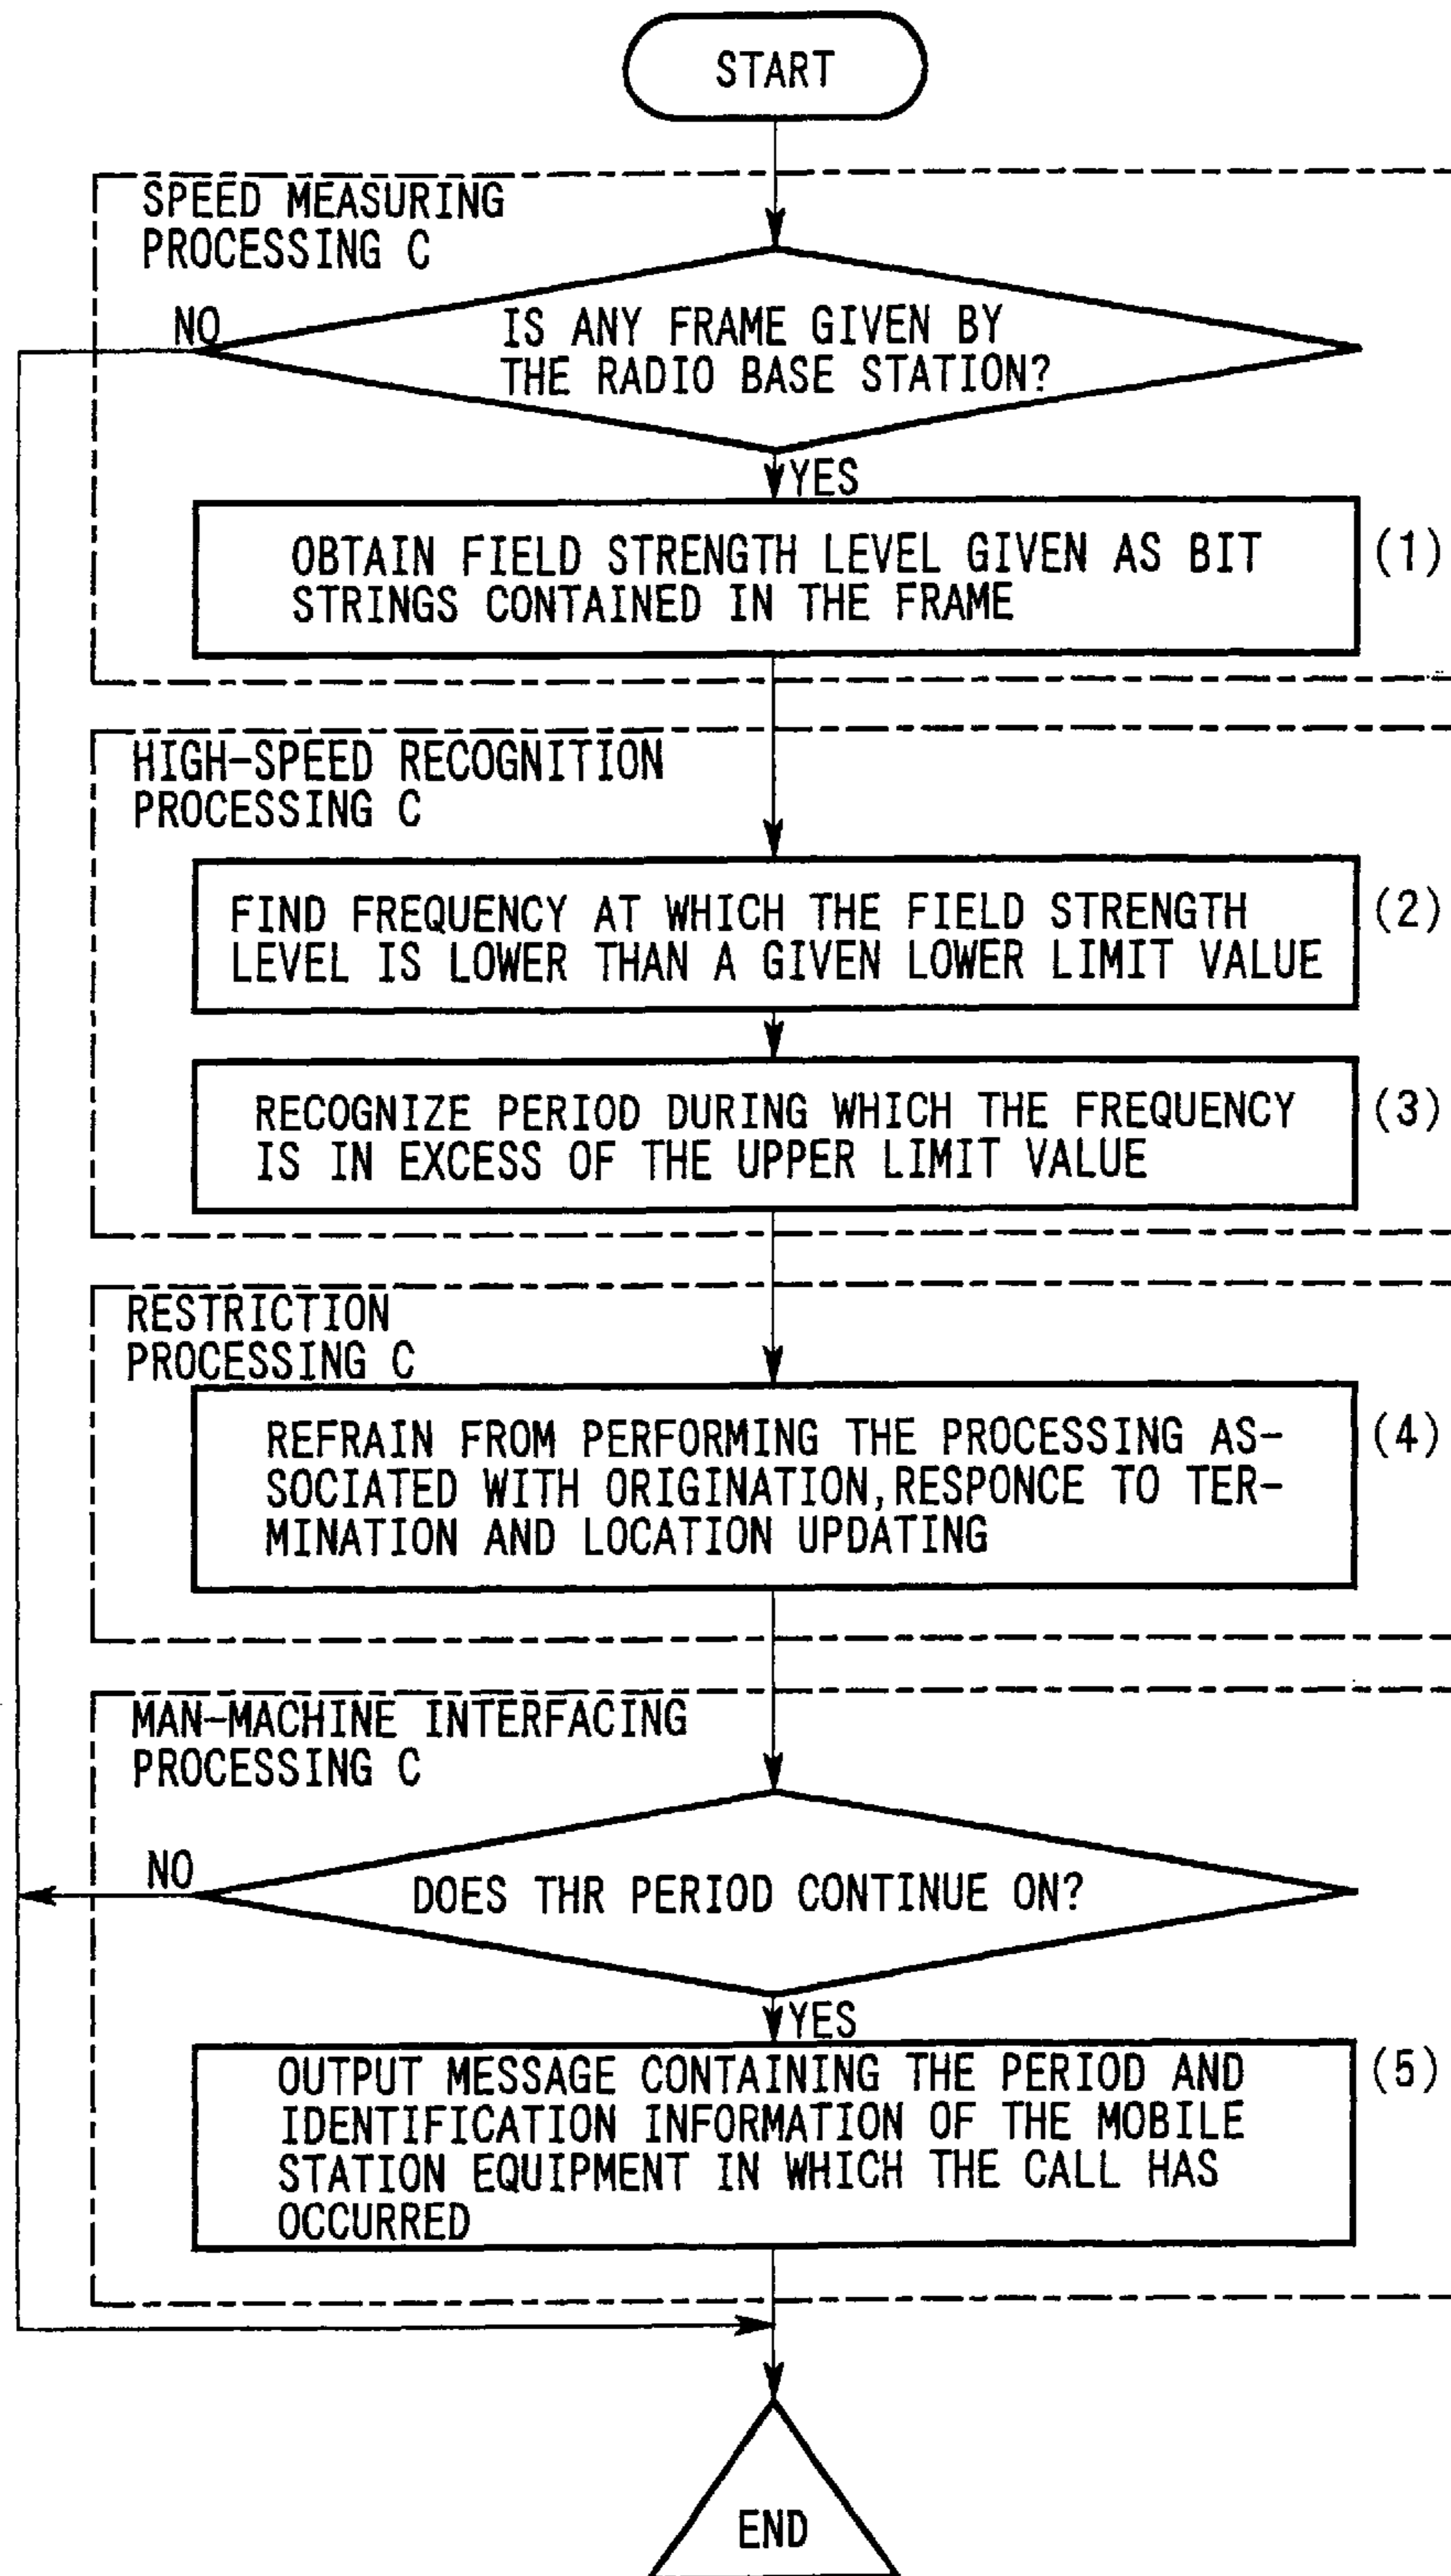 START
SPEED MEASURING
PROCESSING C
NO
IS ANY FRAME GIVEN BY
THE RADIO BASE STATION?
YES
OBTAIN FIELD STRENGTH LEVEL GIVEN AS BIT
STRINGS CONTAINED IN THE FRAME
(1)
HIGH-SPEED RECOGNITION
PROCESSING C
FIND FREQUENCY AT WHICH THE FIELD STRENGTH
LEVEL IS LOWER THAN A GIVEN LOWER LIMIT VALUE
(2)
RECOGNIZE PERIOD DURING WHICH THE FREQUENCY
IS IN EXCESS OF THE UPPER LIMIT VALUE
(3)
RESTRICTION
PROCESSING C
REFRAIN FROM PERFORMING THE PROCESSING AS-
SOCIATED WITH ORIGINATION,RESPONCE TO TER-
MINATION AND LOCATION UPDATING
(4)
MAN-MACHINE INTERFACING
PROCESSING C
NO
DOES THR PERIOD CONTINUE ON?
YES
OUTPUT MESSAGE CONTAINING THE PERIOD AND
IDENTIFICATION INFORMATION OF THE MOBILE
STATION EQUIPMENT IN WHICH THE CALL HAS
OCCURRED
(5)
END